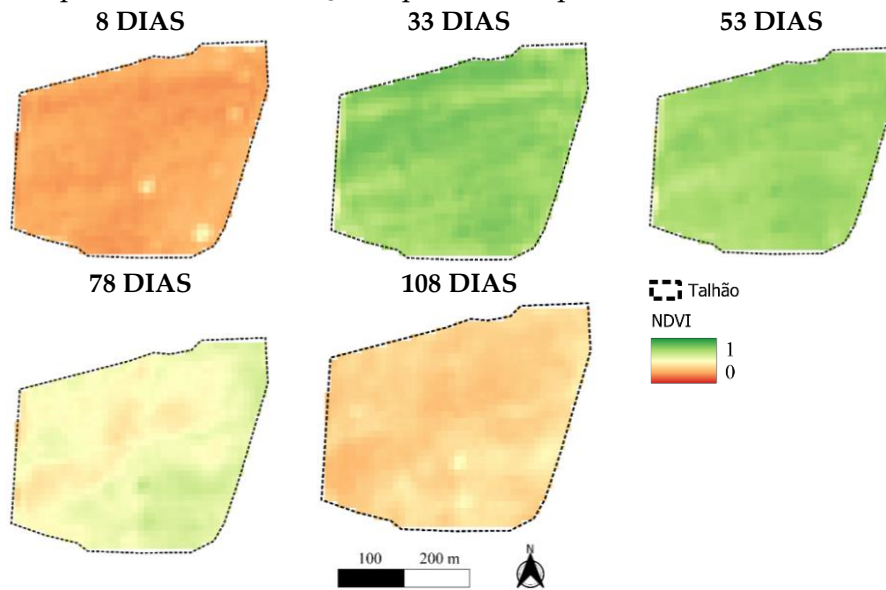 8 DIAS
33 DIAS
53 DIAS
78 DIAS
108 DIAS
Talhão
NDVI
1
0
100 200 m
N